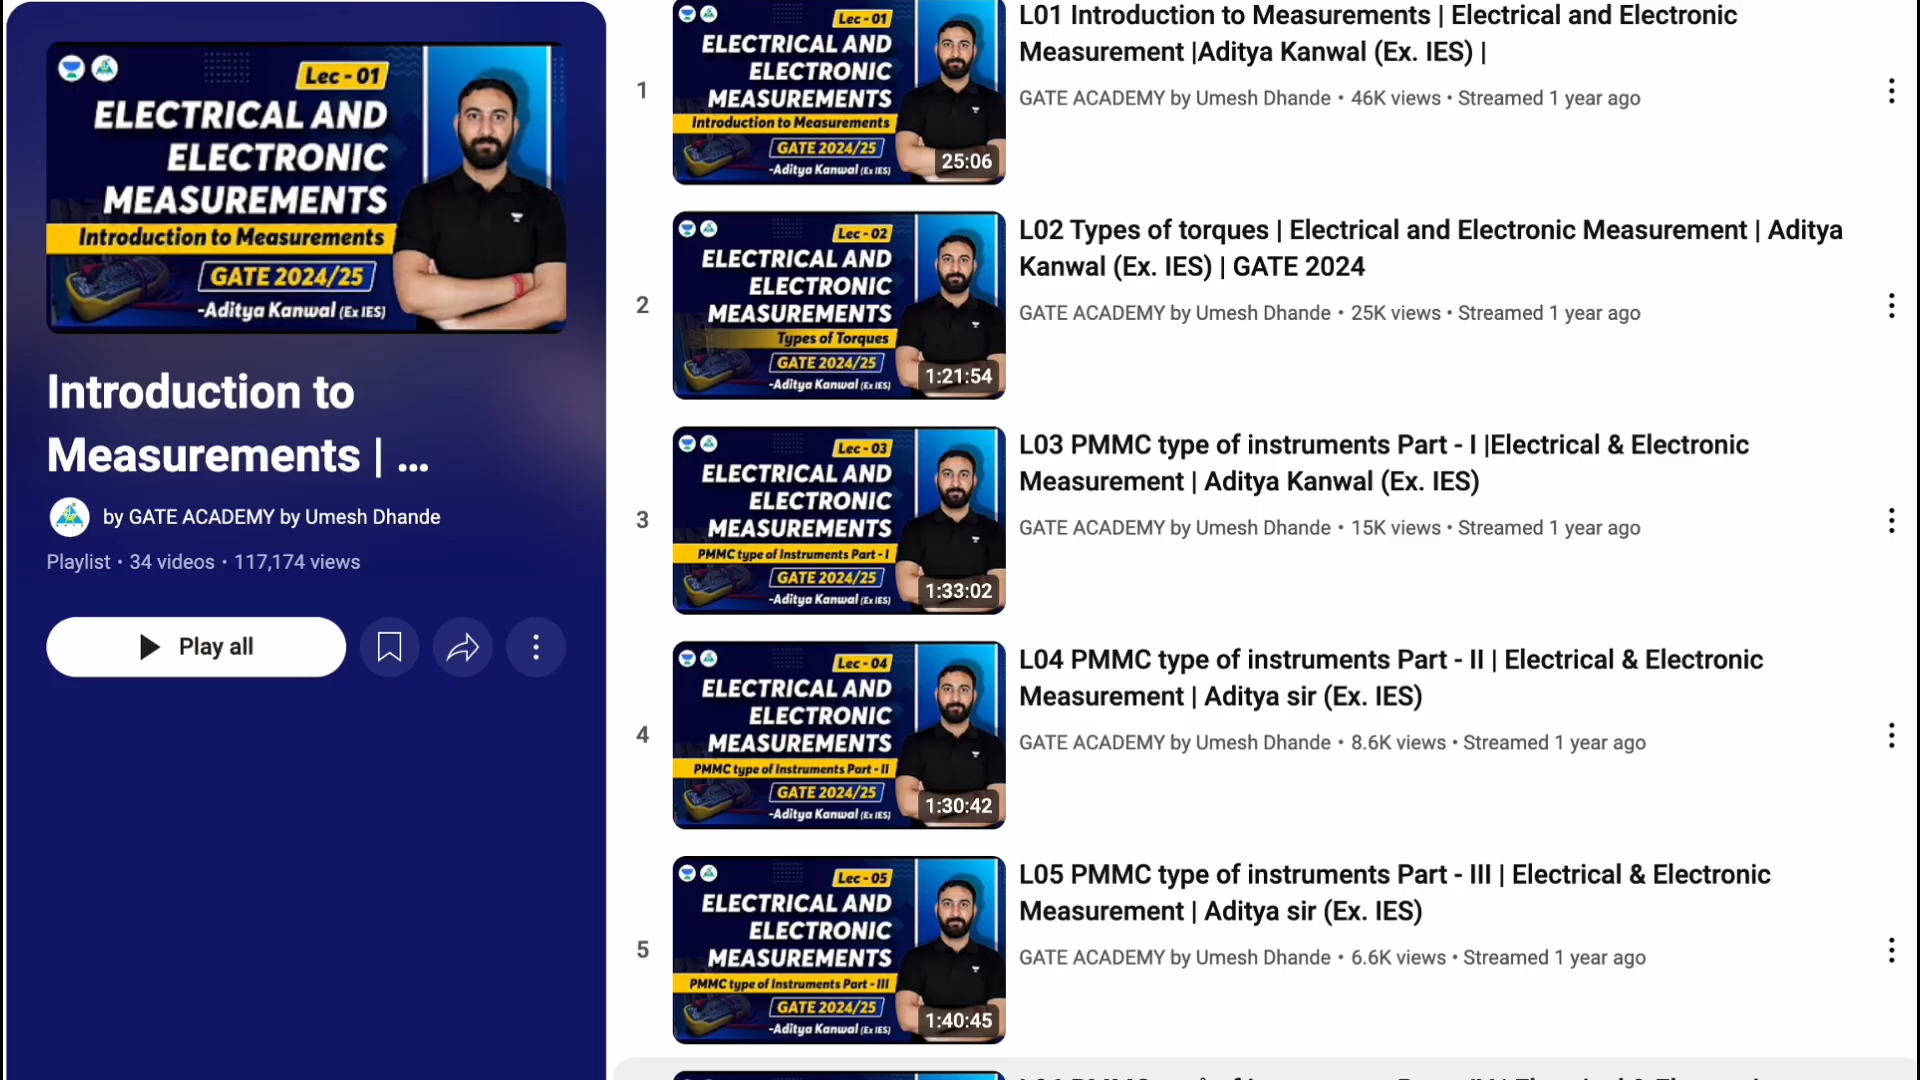 Lec - 01
ELECTRICAL AND
ELECTRONIC
MEASUREMENTS
Introduction to Measurements
GATE 2024/25
-Aditya Kanwal (Ex IES)
Introduction to
Measurements | ...
by GATE ACADEMY by Umesh Dhande
Playlist • 34 videos • 117,174 views
Play all
1
Lec - 01
ELECTRICAL AND
ELECTRONIC
MEASUREMENTS
Introduction to Measurements
GATE 2024/25
-Aditya Kanwal (Ex IES)
25:06
L01 Introduction to Measurements | Electrical and Electronic
Measurement |Aditya Kanwal (Ex. IES) |
GATE ACADEMY by Umesh Dhande • 46K views • Streamed 1 year ago
2
Lec - 02
ELECTRICAL AND
ELECTRONIC
MEASUREMENTS
Types of Torques
GATE 2024/25
-Aditya Kanwal (Ex IES)
1:21:54
L02 Types of torques | Electrical and Electronic Measurement | Aditya
Kanwal (Ex. IES) | GATE 2024
GATE ACADEMY by Umesh Dhande • 25K views • Streamed 1 year ago
3
Lec - 03
ELECTRICAL AND
ELECTRONIC
MEASUREMENTS
PMMC type of Instruments Part - I
GATE 2024/25
-Aditya Kanwal (Ex IES)
1:33:02
L03 PMMC type of instruments Part - I |Electrical & Electronic
Measurement | Aditya Kanwal (Ex. IES)
GATE ACADEMY by Umesh Dhande • 15K views • Streamed 1 year ago
4
Lec - 04
ELECTRICAL AND
ELECTRONIC
MEASUREMENTS
PMMC type of Instruments Part - II
GATE 2024/25
-Aditya Kanwal (Ex IES)
1:30:42
L04 PMMC type of instruments Part - II | Electrical & Electronic
Measurement | Aditya sir (Ex. IES)
GATE ACADEMY by Umesh Dhande • 8.6K views • Streamed 1 year ago
5
Lec - 05
ELECTRICAL AND
ELECTRONIC
MEASUREMENTS
PMMC type of Instruments Part - III
GATE 2024/25
-Aditya Kanwal (Ex IES)
1:40:45
L05 PMMC type of instruments Part - III | Electrical & Electronic
Measurement | Aditya sir (Ex. IES)
GATE ACADEMY by Umesh Dhande • 6.6K views • Streamed 1 year ago